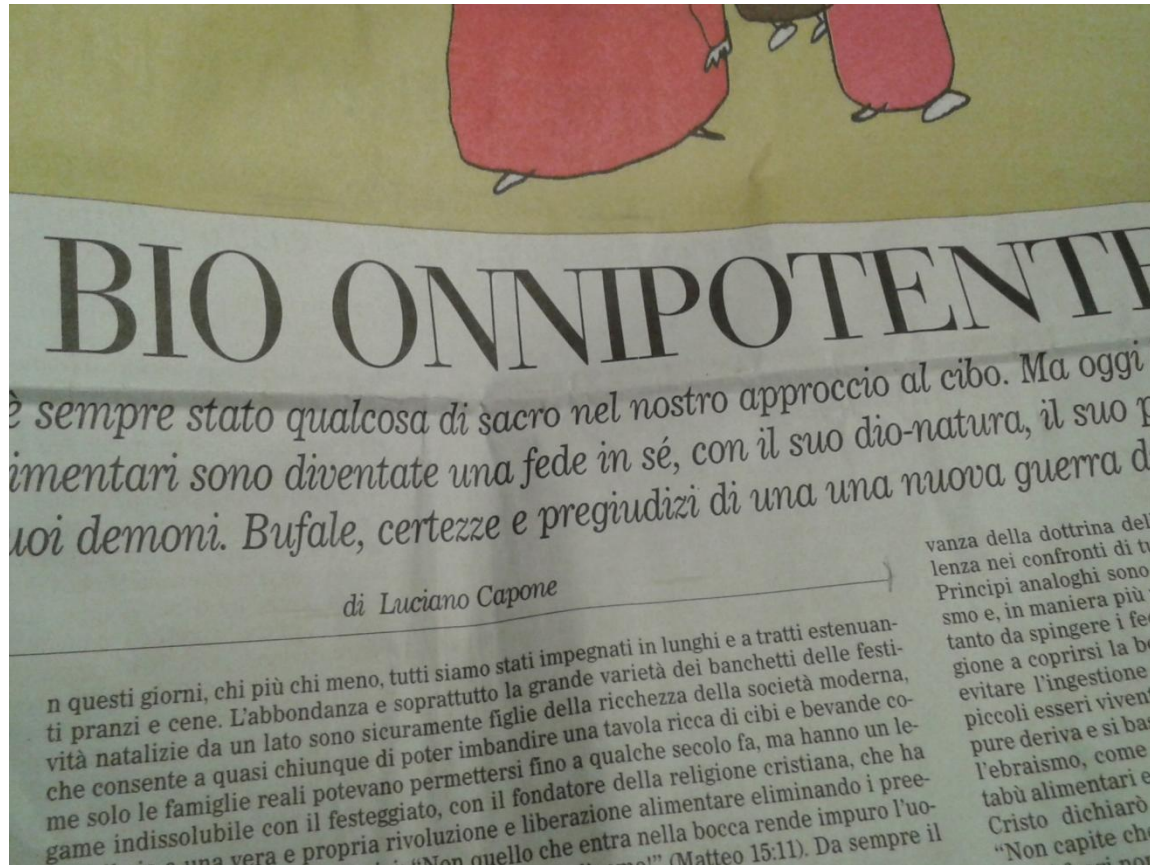 BIO ONNIPOTENTE
è sempre stato qualcosa di sacro nel nostro approccio al cibo. Ma oggi
imentari sono diventate una fede in sé, con il suo dio-natura, il suo p
uoi demoni. Bufale, certezze e pregiudizi di una una nuova guerra d
di Luciano Capone
n questi giorni, chi più chi meno, tutti siamo stati impegnati in lunghi e a tratti estenuan-
ti pranzi e cene. L'abbondanza e soprattutto la grande varietà dei banchetti delle festi-
vità natalizie da un lato sono sicuramente figlie della ricchezza della società moderna,
che consente a quasi chiunque di poter imbandire una tavola ricca di cibi e bevande co-
me solo le famiglie reali potevano permettersi fino a qualche secolo fa, ma hanno un le-
game indissolubile con il festeggiato, con il fondatore della religione cristiana, che ha
una vera e propria rivoluzione e liberazione alimentare eliminando i pree-
"Non quello che entra nella bocca rende impuro l'uo-
(Matteo 15:11). Da sempre il
vanza della dottrina del
lenza nei confronti di tu
Principi analoghi sono
smo e, in maniera più
tanto da spingere i fe
gione a coprirsi la b
evitare l'ingestione
piccoli esseri vivent
pure deriva e si bas
l'ebraismo, come
tabù alimentari e
Cristo dichiarò
"Non capite che